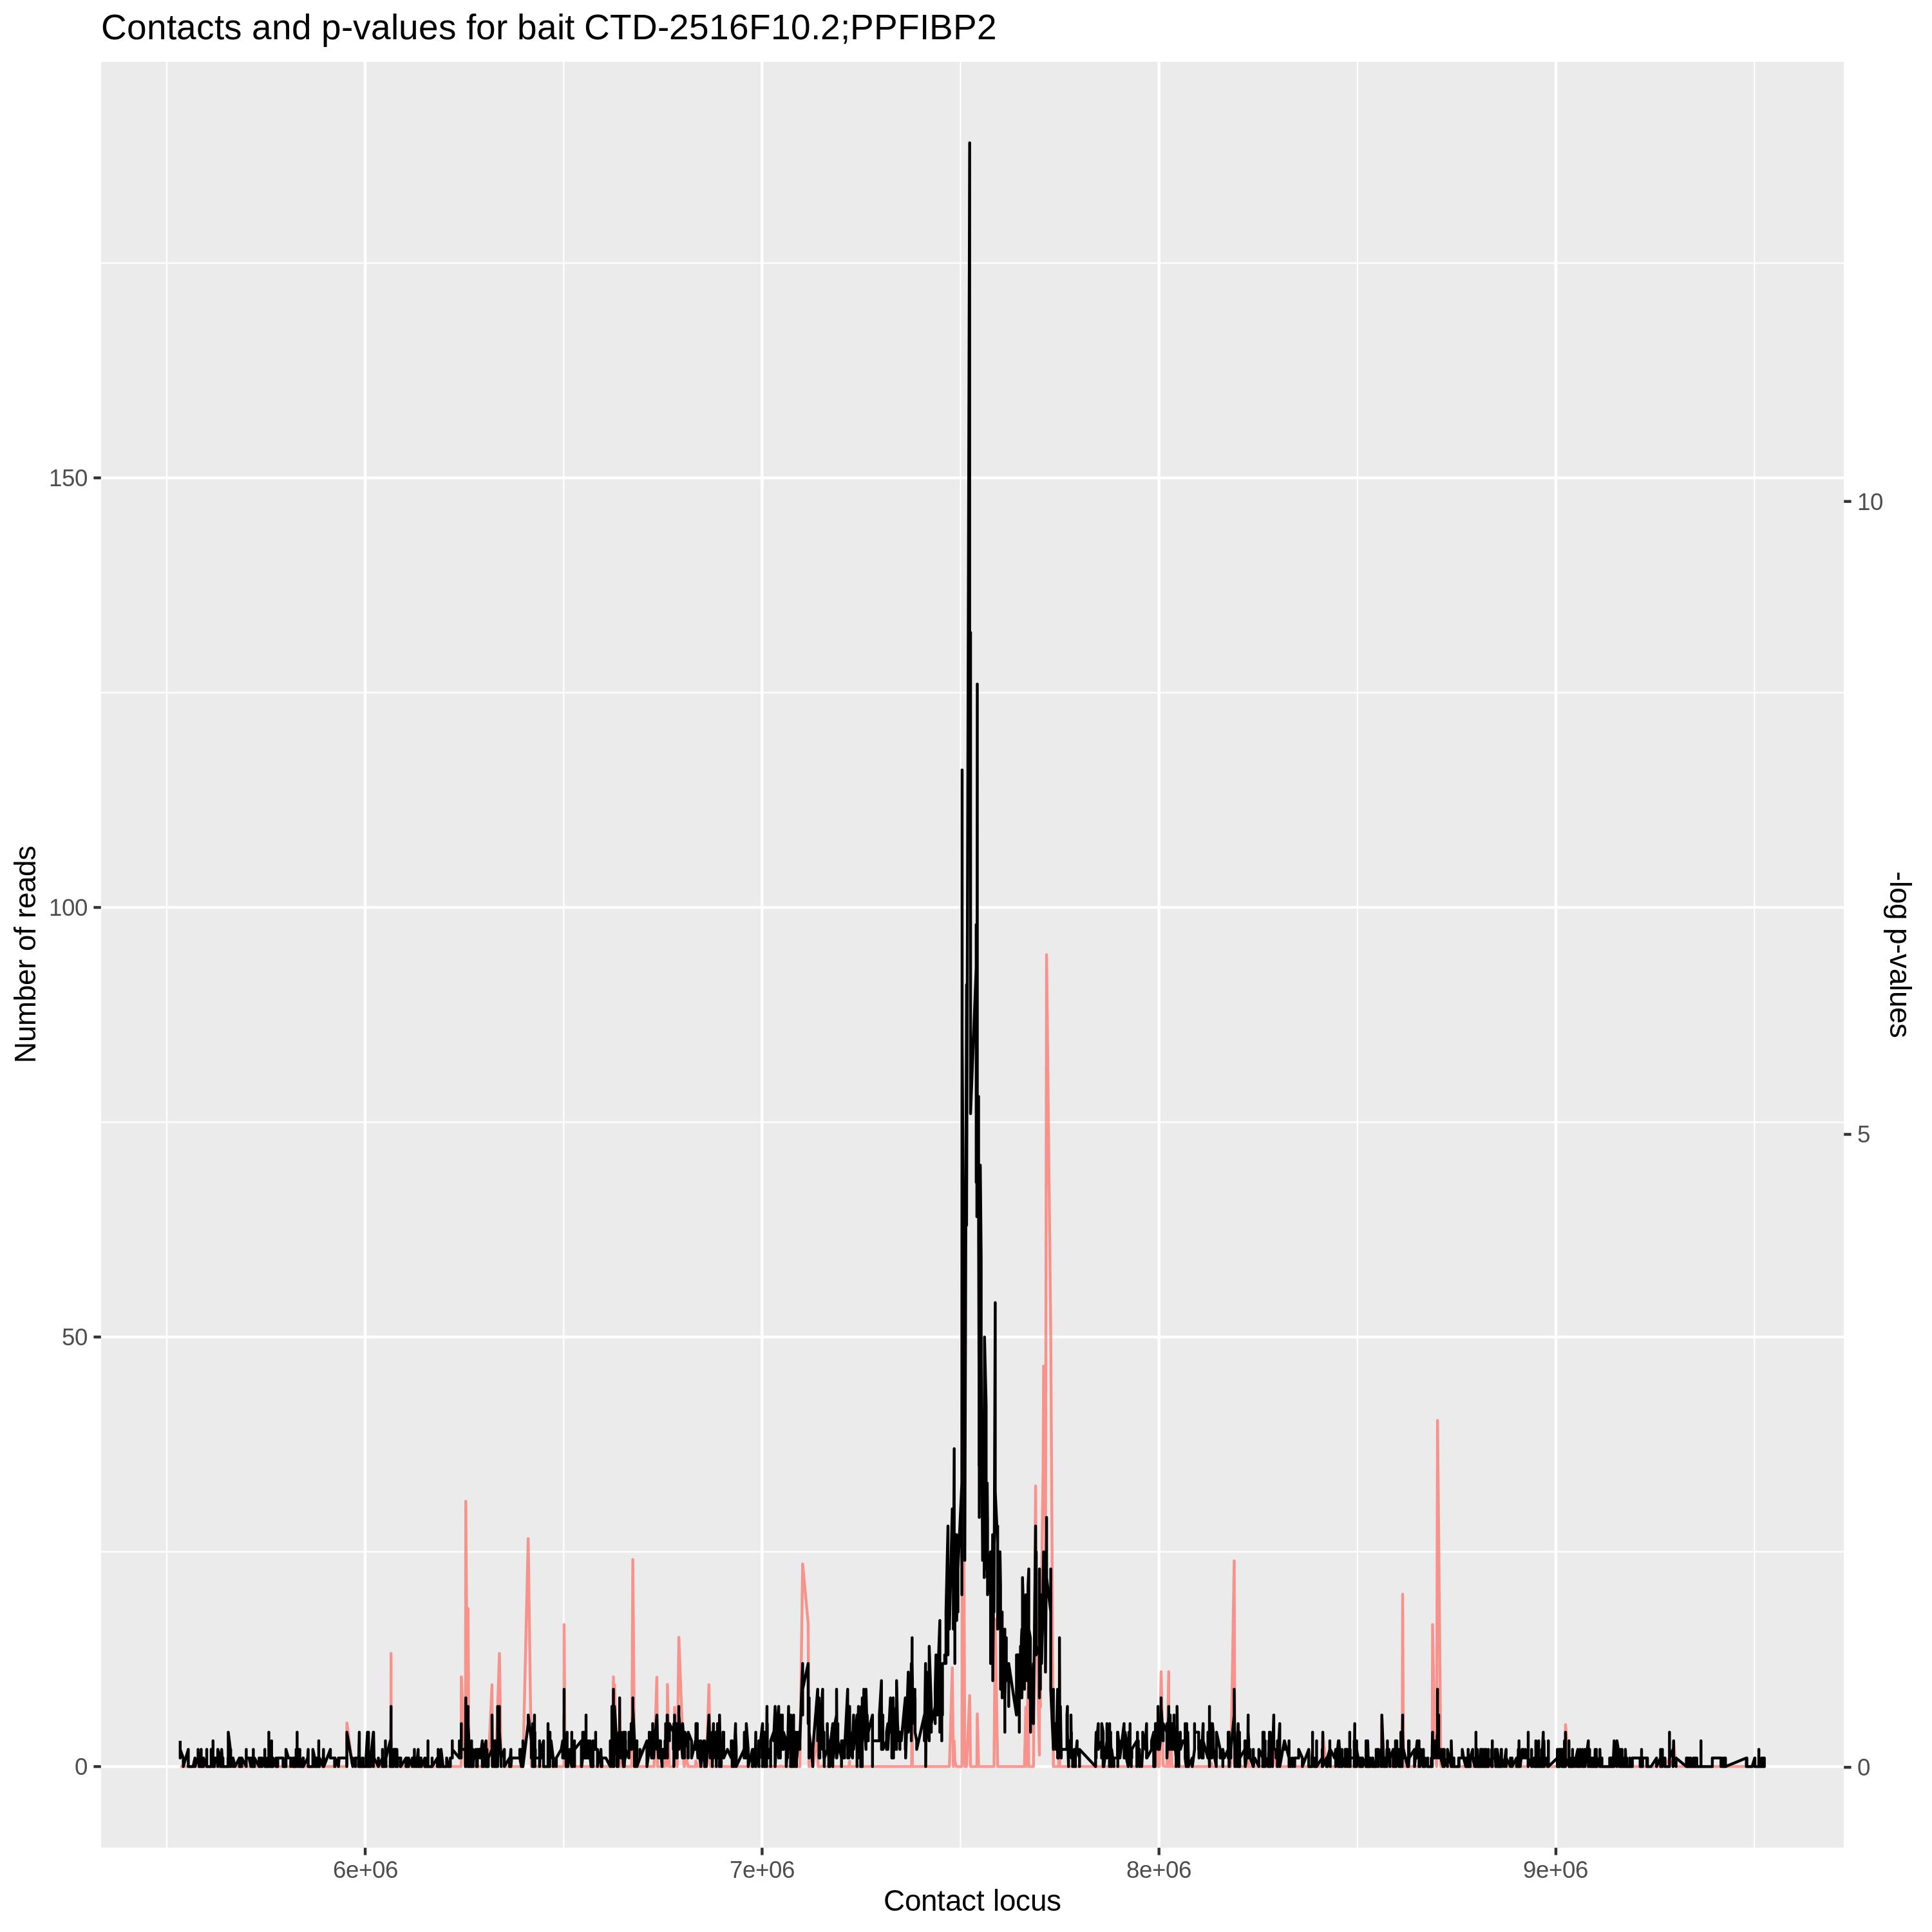 Contacts and p-values for bait CTD-2516F10.2;PPFIBP2
Number of reads
150
100
50
0
10
5
0
-log p-values
6e+06
7e+06
8e+06
9e+06
Contact locus